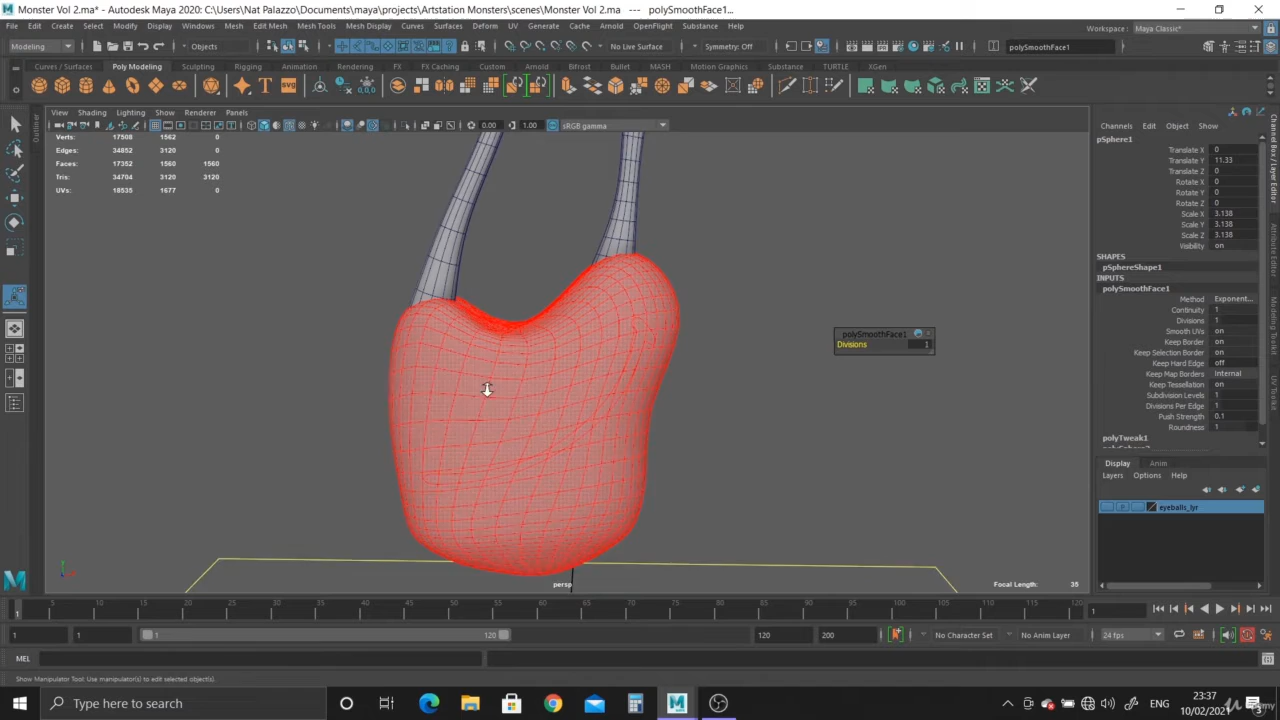 Monster Vol 2.ma* - Autodesk Maya 2020: C:\Users\Nat Palazzo\Documents\maya\projects\Artstation Monsters\scenes\Monster Vol 2.ma --- polySmoothFace1...
File Edit Create Select Modify Display Windows Mesh Edit Mesh Mesh Tools Mesh Display Curves Surfaces Deform UV Generate Cache Arnold OpenFlight Substance Help
Workspace : Maya Classic*
Modeling Objects No Live Surface Symmetry: Off polySmoothFace1
Curves / Surfaces Poly Modeling Sculpting Rigging Animation Rendering FX FX Caching Custom Arnold Bifrost Bullet MASH Motion Graphics Substance TURTLE XGen
View Shading Lighting Show Renderer Panels
0.00 1.00 sRGB gamma
Verts: 17508 1562 0
Edges: 34852 3120 0
Faces: 17352 1560 1560
Tris: 34704 3120 3120
UVs: 18535 1677 0
Outliner
polySmoothFace1
Divisions 1
persp
Focal Length: 35
Channels Edit Object Show
pSphere1
Translate X 0
Translate Y 11.33
Translate Z 0
Rotate X 0
Rotate Y 0
Rotate Z 0
Scale X 3.138
Scale Y 3.138
Scale Z 3.138
Visibility on
SHAPES
pSphereShape1
INPUTS
polySmoothFace1
Method Exponent...
Continuity 1
Divisions 1
Smooth UVs on
Keep Border on
Keep Selection Border on
Keep Hard Edge off
Keep Map Borders Internal
Keep Tessellation on
Subdivision Levels 1
Divisions Per Edge 1
Push Strength 0.1
Roundness 1
polyTweak1
Display Anim
Layers Options Help
P eyeballs_lyr
Channel Box / Layer Editor
Attribute Editor
Modeling Toolkit
UV Toolkit
5 10 15 20 25 30 35 40 45 50 55 60 65 70 75 80 85 90 95 100 105 110 115 120
1 1
1 1 1 120 120 200 No Character Set No Anim Layer 24 fps
MEL
Show Manipulator Tool: Use manipulator(s) to edit selected object(s).
Type here to search
ENG
23:37
10/02/2021